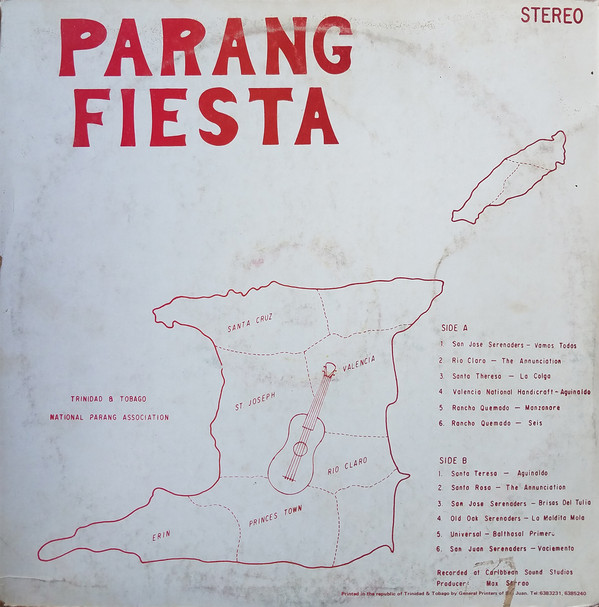 STEREO
PARANG
FIESTA
SANTA CRUZ
VALENCIA
ST. JOSEPH
RIO CLARO
PRINCES TOWN
ERIN
TRINIDAD & TOBAGO
NATIONAL PARANG ASSOCIATION
SIDE A
1. San Jose Serenaders - Vamos Todos
2. Rio Claro - The Annunciation
3. Santa Theresa - La Colga
4 Valencia National Handicraft - Aguinaldo
5 Rancho Quemado - Manzanare
6. Rancho Quemado - Seis
SIDE B
1. Santa Teresa - Aguinaldo
2. Santa Rosa - The Annunciation
3. San Jose Serenaders - Brisas Del Tulia
4. Old Oak Serenaders - La Maldita Mala
5. Universal - Balthasal Primero
6. San Juan Serenaders - Vaciamento
Recorded at Caribbean Sound Studios
Producer: Max Serrao
Printed in the republic of Trinidad & Tobago by General Printers of San Juan. Tel: 6383231, 6385240